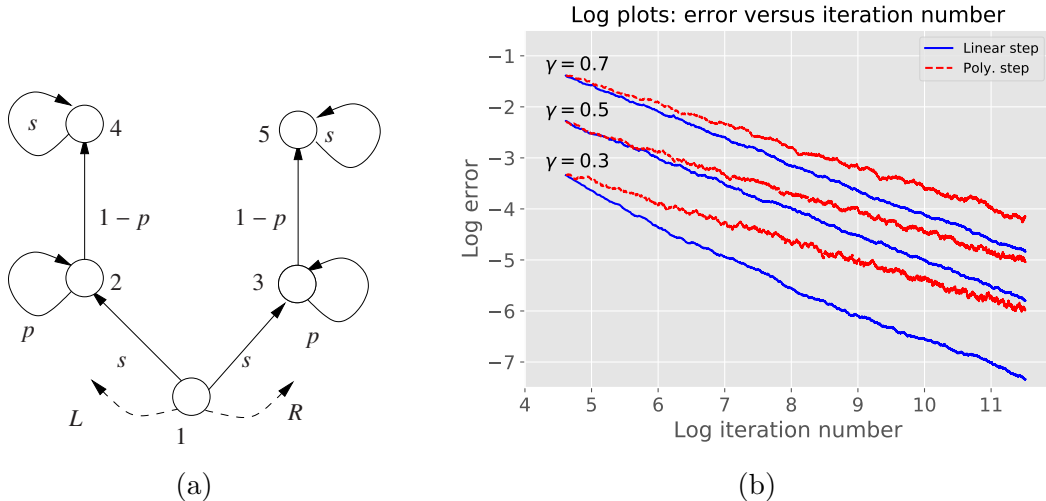 s
4
5
s
1 − p
1 − p
2
3
p
p
s
s
L
R
1
(a)
Log plots: error versus iteration number
Linear step
Poly. step
γ = 0.7
γ = 0.5
γ = 0.3
−1
−2
−3
−4
−5
−6
−7
Log error
4 5 6 7 8 9 10 11
Log iteration number
(b)